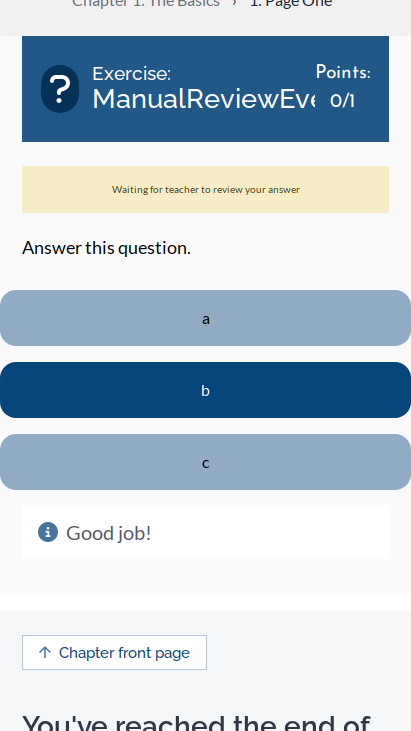 Chapter 1: The Basics › 1. Page One
Exercise:
ManualReviewEve
Points:
0/1
Waiting for teacher to review your answer
Answer this question.
a
b
c
Good job!
Chapter front page
You've reached the end of